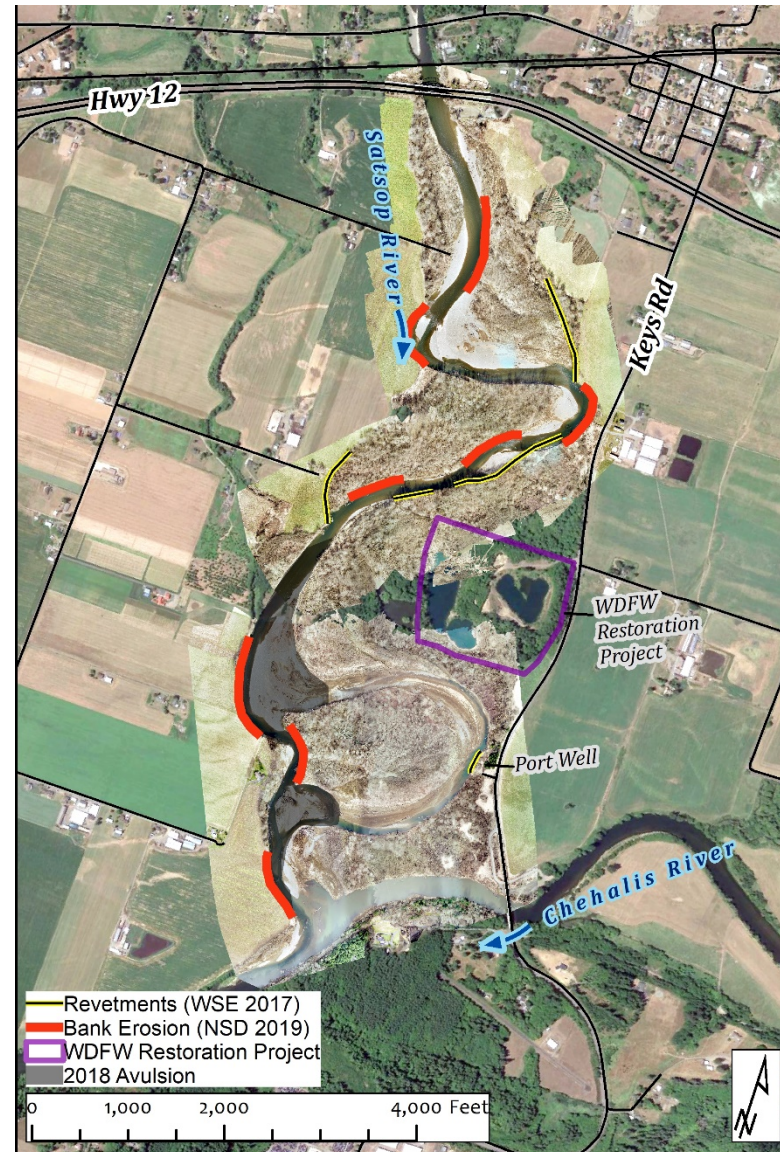 Hwy 12
Satsop River
Keys Rd
WDFW
Restoration
Project
Port Well
Chehalis River
Revetments (WSE 2017)
Bank Erosion (NSD 2019)
WDFW Restoration Project
2018 Avulsion
0 1,000 2,000 4,000 Feet
N